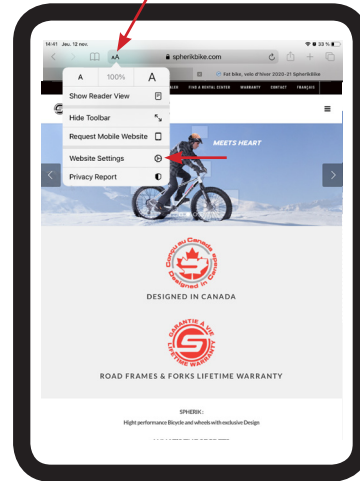 14:41 Jeu. 12 nov.
33 %
AA
spherikbike.com
Fat bike, velo d'hiver 2020-21 SpherikBike
A 100% A
FIND A RENTAL CENTER WARRANTY CONTACT FRANÇAIS
Show Reader View
Hide Toolbar
Request Mobile Website
Website Settings
Privacy Report
MEETS HEART
Conçu au Canada
Designed in Canada
DESIGNED IN CANADA
GARANTIE À VIE
LIFETIME WARRANTY
ROAD FRAMES & FORKS LIFETIME WARRANTY
SPHERIK :
Hight performance Bicycle and wheels with exclusive Design